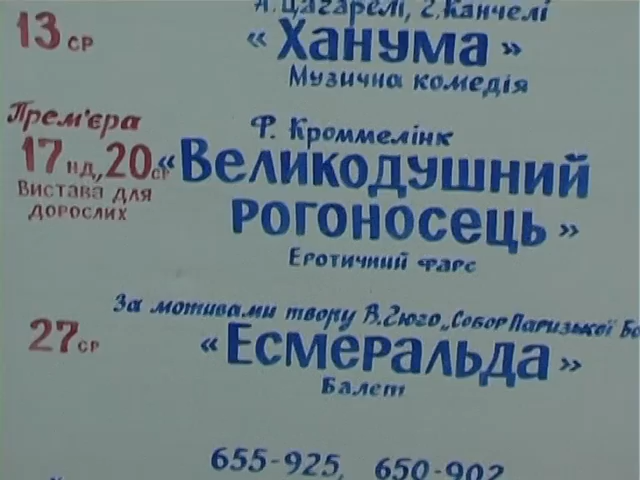 А. Цагарелі, Г. Канчелі
13 ср « Ханума »
Музична комедія
Прем'єра
Ф. Кроммелінк
17 нд, 20 ср « Великодушний
Вистава для
дорослих
рогоносець »
Еротичний фарс
За мотивами твору В. Гюго „Собор Паризької Бо
27 ср « Есмеральда »
Балет
655-925, 650-902